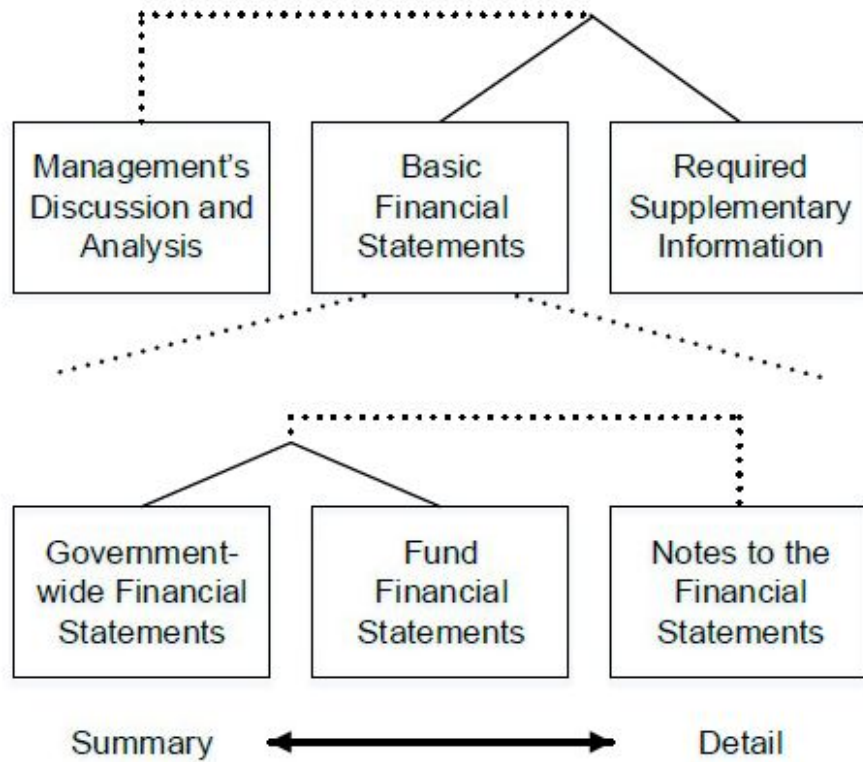 Management's
Discussion and
Analysis
Basic
Financial
Statements
Required
Supplementary
Information
Government-
wide Financial
Statements
Fund
Financial
Statements
Notes to the
Financial
Statements
Summary
Detail